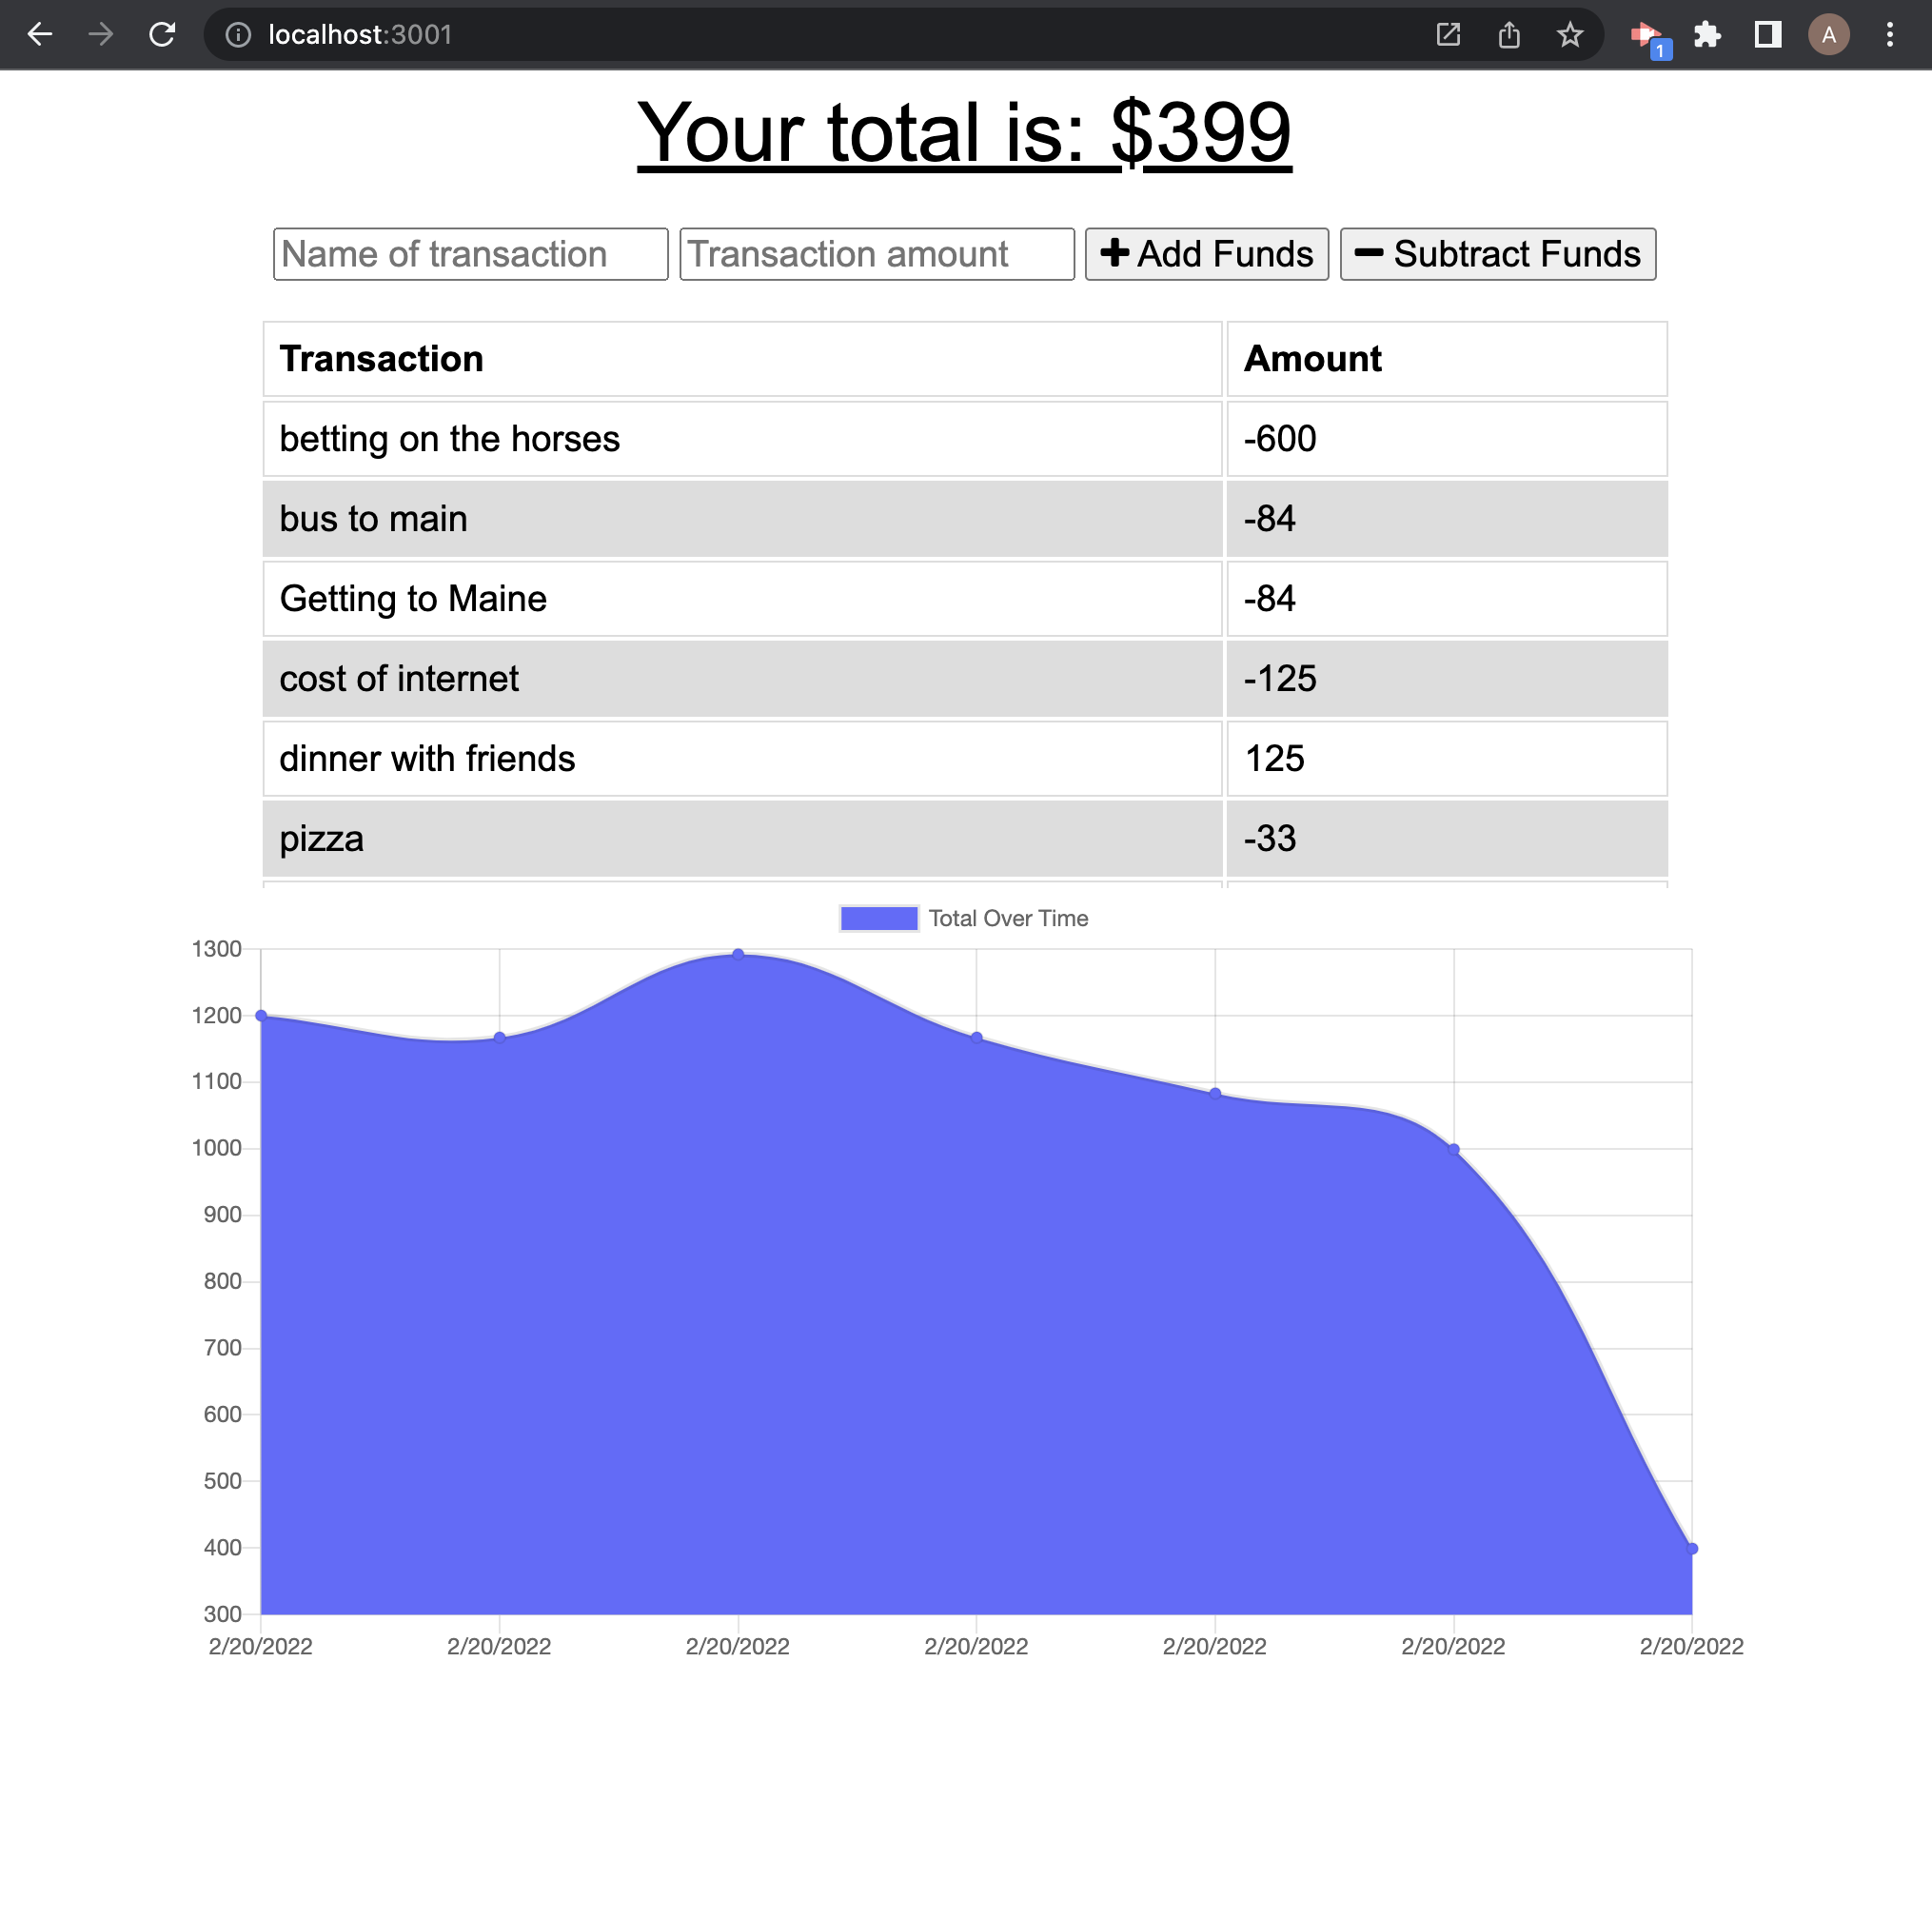 localhost:3001
1
A
Your total is: $399
Name of transaction Transaction amount Add Funds Subtract Funds
Transaction Amount
betting on the horses -600
bus to main -84
Getting to Maine -84
cost of internet -125
dinner with friends 125
pizza -33
Total Over Time
1300
1200
1100
1000
900
800
700
600
500
400
300
2/20/2022 2/20/2022 2/20/2022 2/20/2022 2/20/2022 2/20/2022 2/20/2022